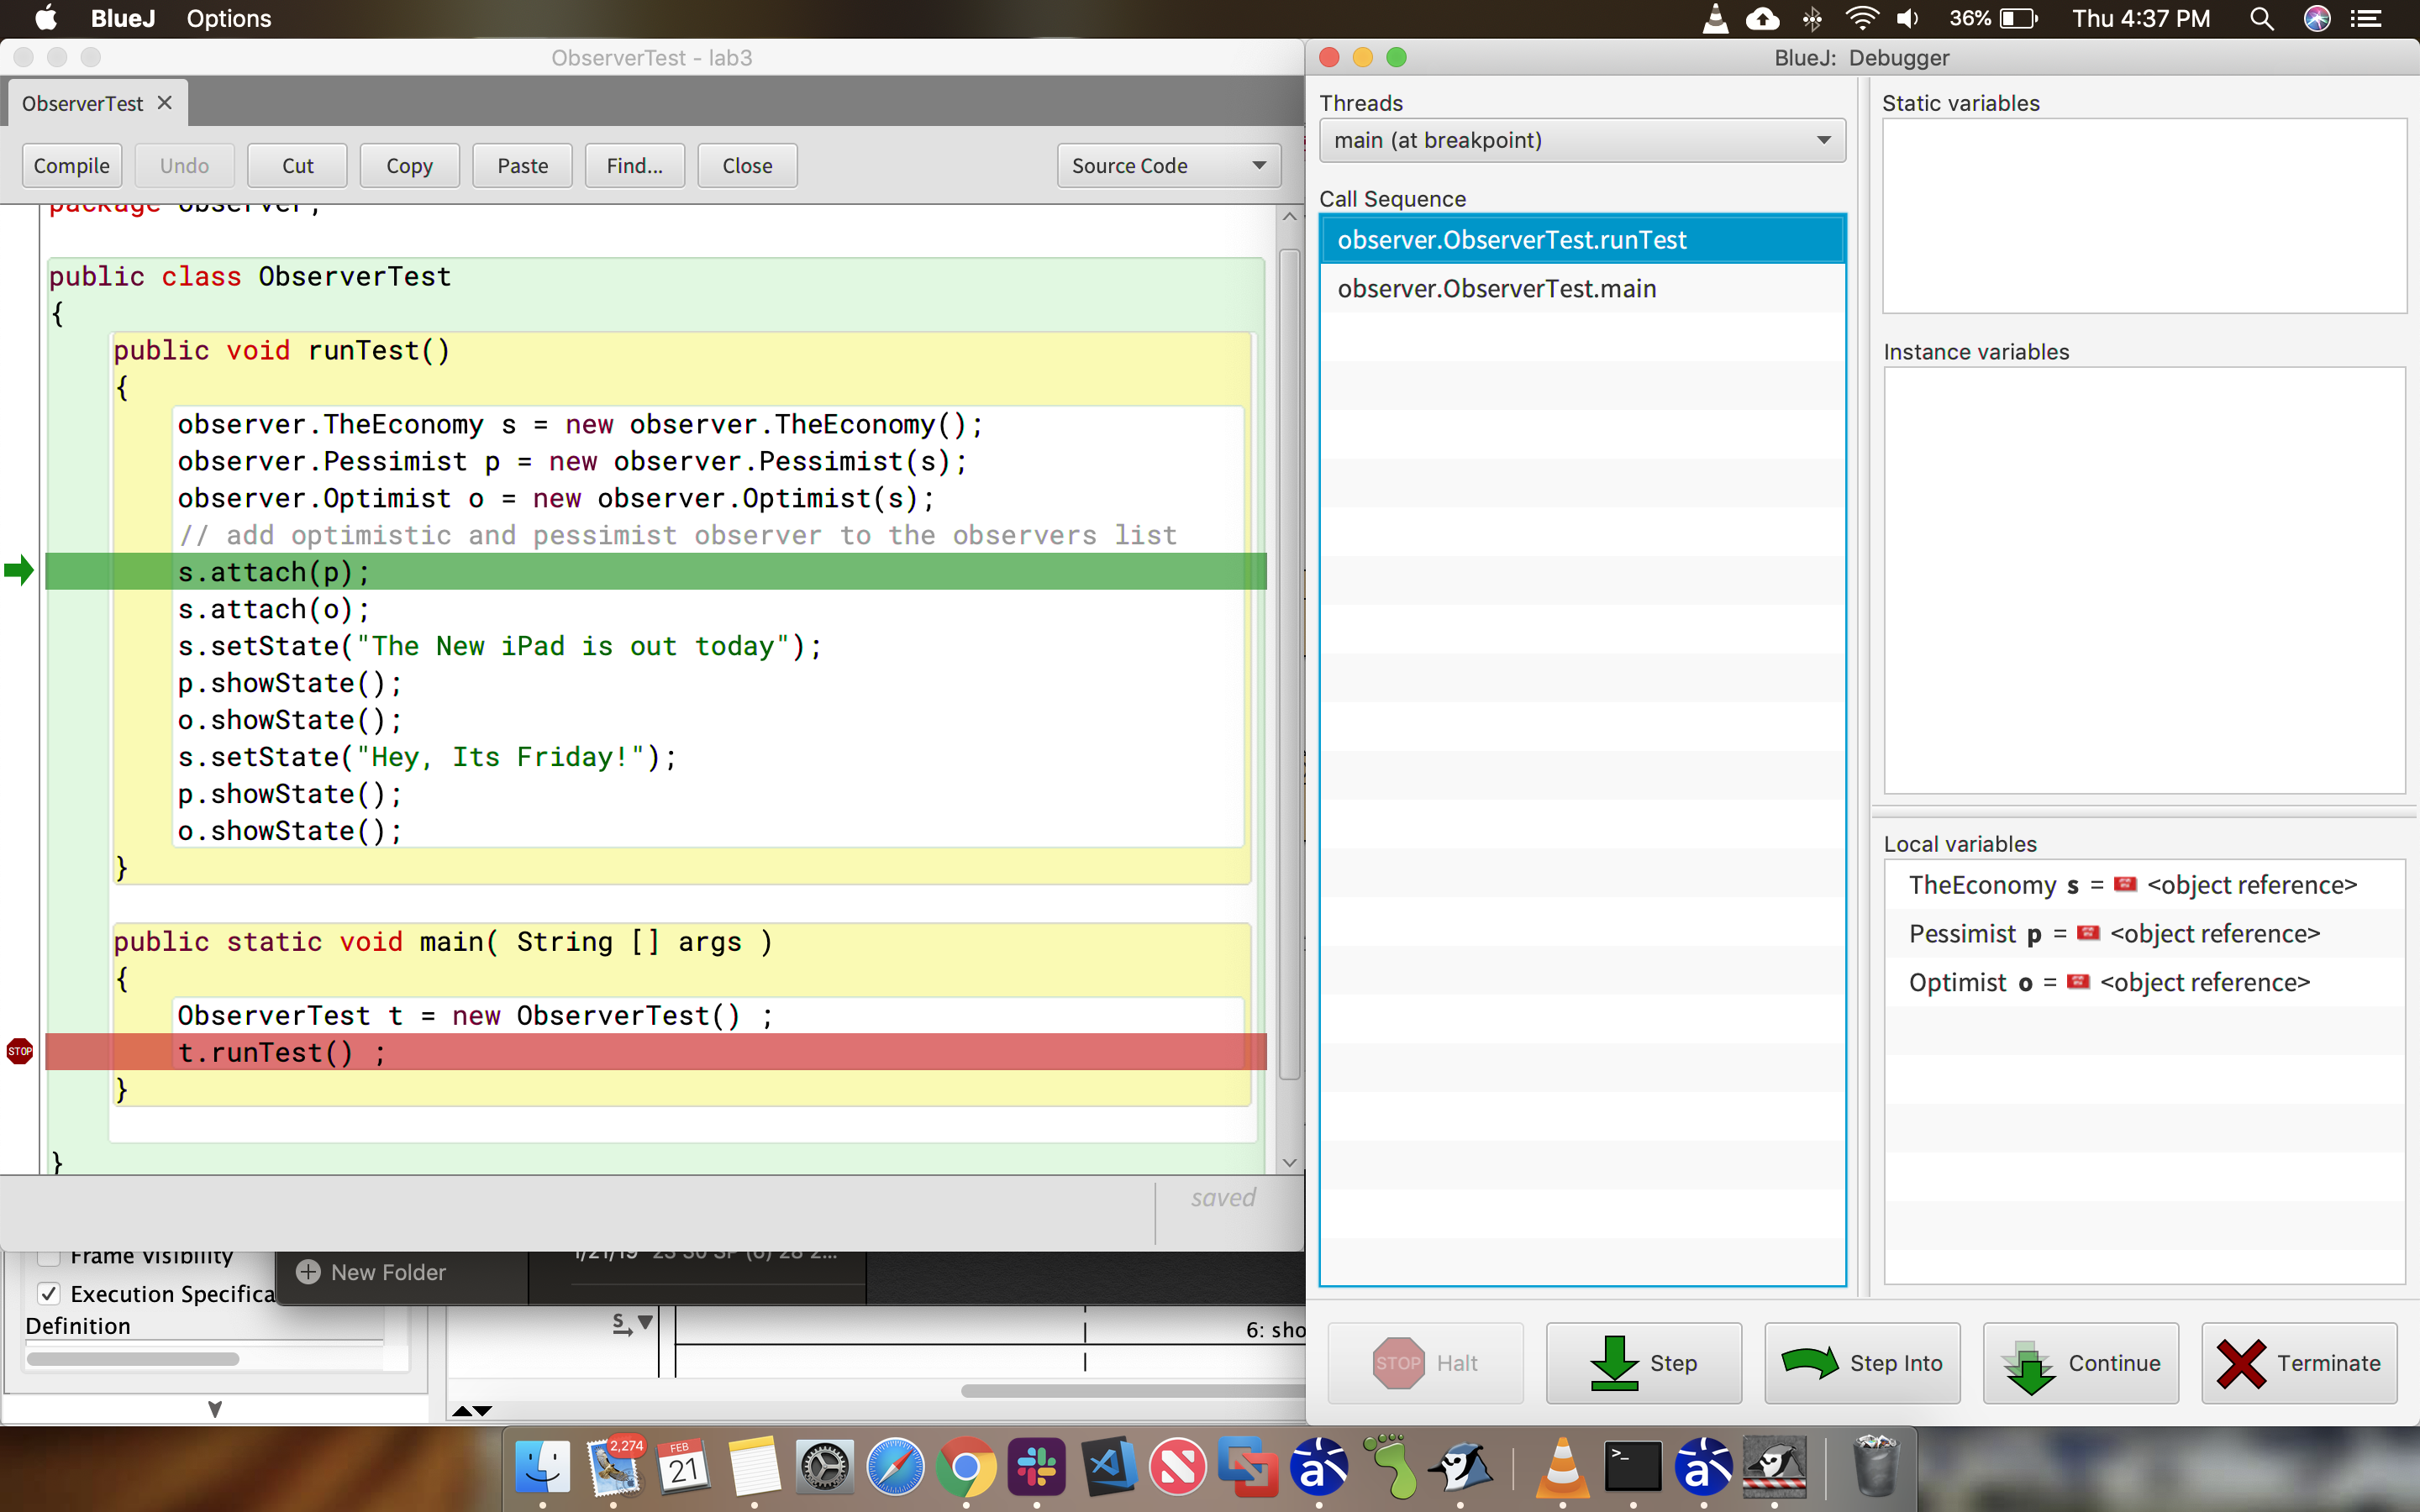 BlueJ Options 36% Thu 4:37 PM
ObserverTest - lab3
ObserverTest
Compile Undo Cut Copy Paste Find... Close Source Code
package observer;
public class ObserverTest
{
public void runTest()
{
observer.TheEconomy s = new observer.TheEconomy();
observer.Pessimist p = new observer.Pessimist(s);
observer.Optimist o = new observer.Optimist(s);
// add optimistic and pessimist observer to the observers list
s.attach(p);
s.attach(o);
s.setState("The New iPad is out today");
p.showState();
o.showState();
s.setState("Hey, Its Friday!");
p.showState();
o.showState();
}
public static void main( String [] args )
{
ObserverTest t = new ObserverTest() ;
STOP t.runTest() ;
}
}
saved
Frame Visibility
Execution Specifica
Definition
New Folder
1/21/19
S
6: sho
BlueJ: Debugger
Threads
main (at breakpoint)
Call Sequence
observer.ObserverTest.runTest
observer.ObserverTest.main
Static variables
Instance variables
Local variables
TheEconomy s = <object reference>
Pessimist p = <object reference>
Optimist o = <object reference>
STOP Halt Step Step Into Continue Terminate
2,274
FEB
21